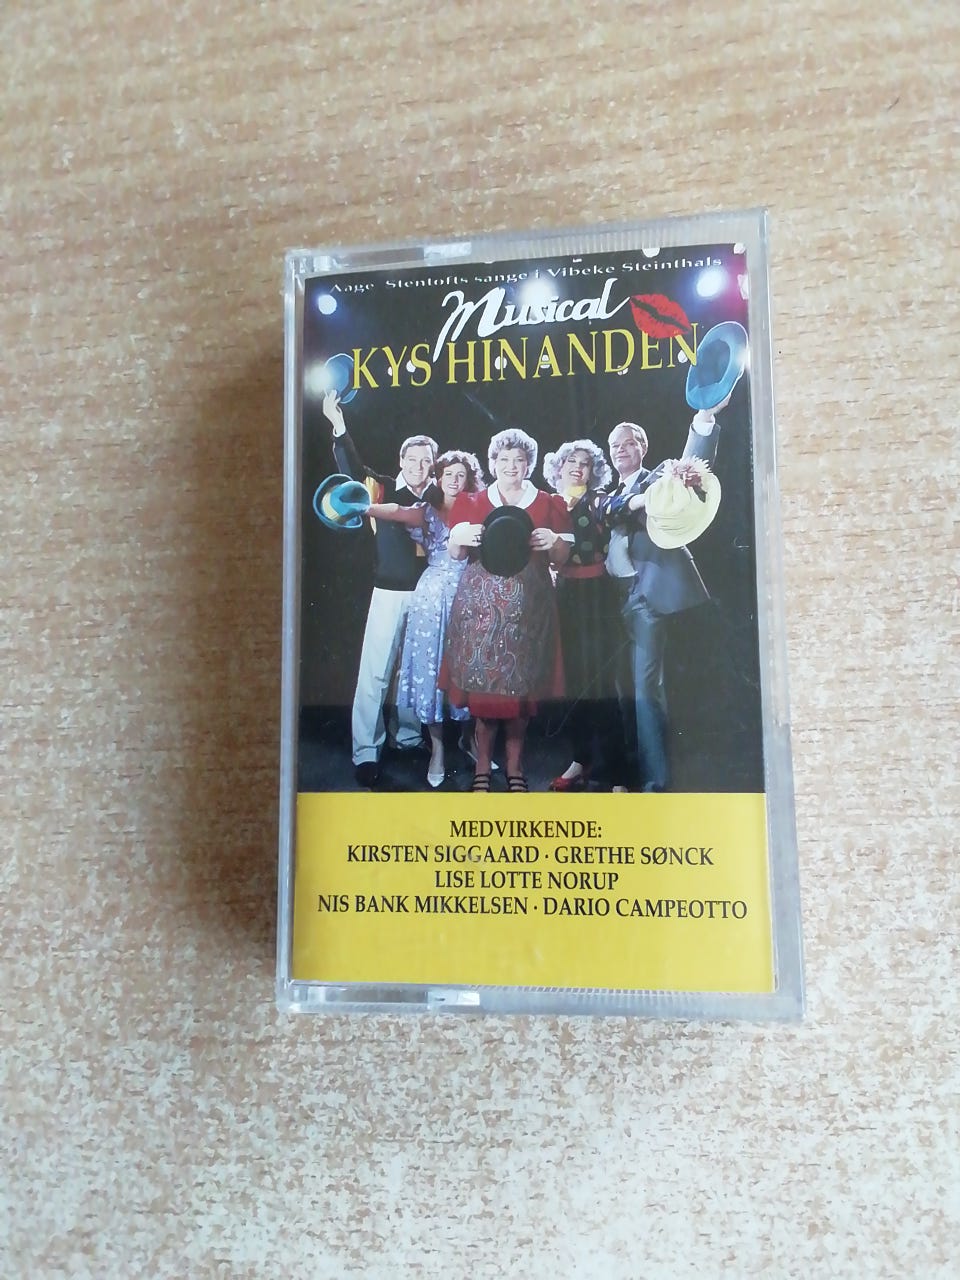 Aage Stentofts sange i Vibeke Steinthals
Musical
KYS HINANDEN
MEDVIRKENDE:
KIRSTEN SIGGAARD · GRETHE SØNCK
LISE LOTTE NORUP
NIS BANK MIKKELSEN · DARIO CAMPEOTTO